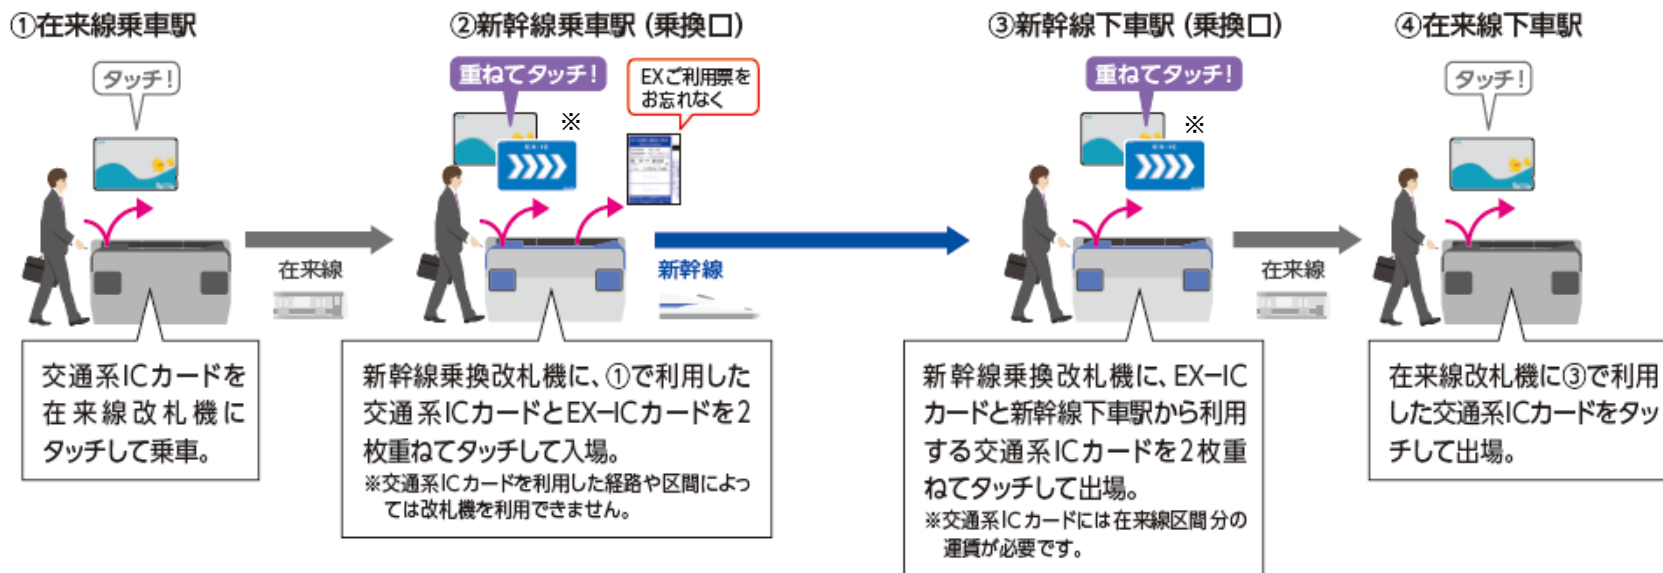 ①在来線乗車駅
タッチ!
交通系ICカードを
在来線改札機に
タッチして乗車。
在来線
②新幹線乗車駅(乗換口)
重ねてタッチ!
※
EXご利用票を
お忘れなく
EX-IC
新幹線乗換改札機に、①で利用した
交通系ICカードとEX-ICカードを2
枚重ねてタッチして入場。
※交通系ICカードを利用した経路や区間によっ
ては改札機を利用できません。
新幹線
③新幹線下車駅(乗換口)
重ねてタッチ!
※
EX-IC
新幹線乗換改札機に、EX-IC
カードと新幹線下車駅から利用
する交通系ICカードを2枚重
ねてタッチして出場。
※交通系ICカードには在来線区間分の
運賃が必要です。
在来線
④在来線下車駅
タッチ!
在来線改札機に③で利用
した交通系ICカードをタッ
チして出場。